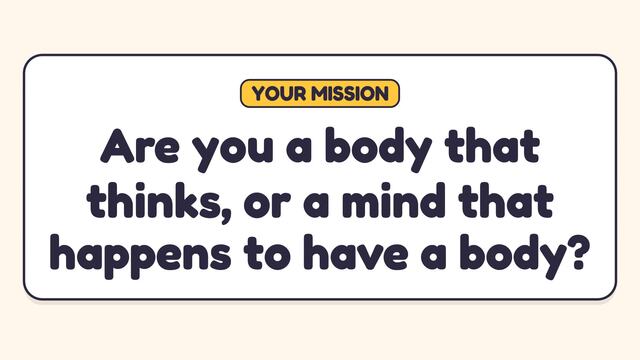 YOUR MISSION
Are you a body that
thinks, or a mind that
happens to have a body?